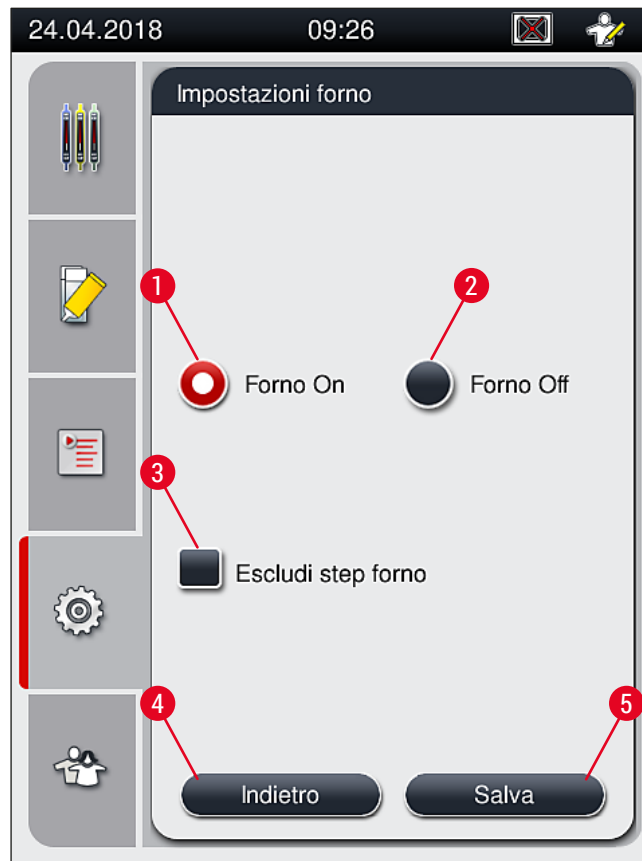 24.04.2018 09:26
Impostazioni forno
1 2
Forno On Forno Off
3
Escludi step forno
4 5
Indietro Salva